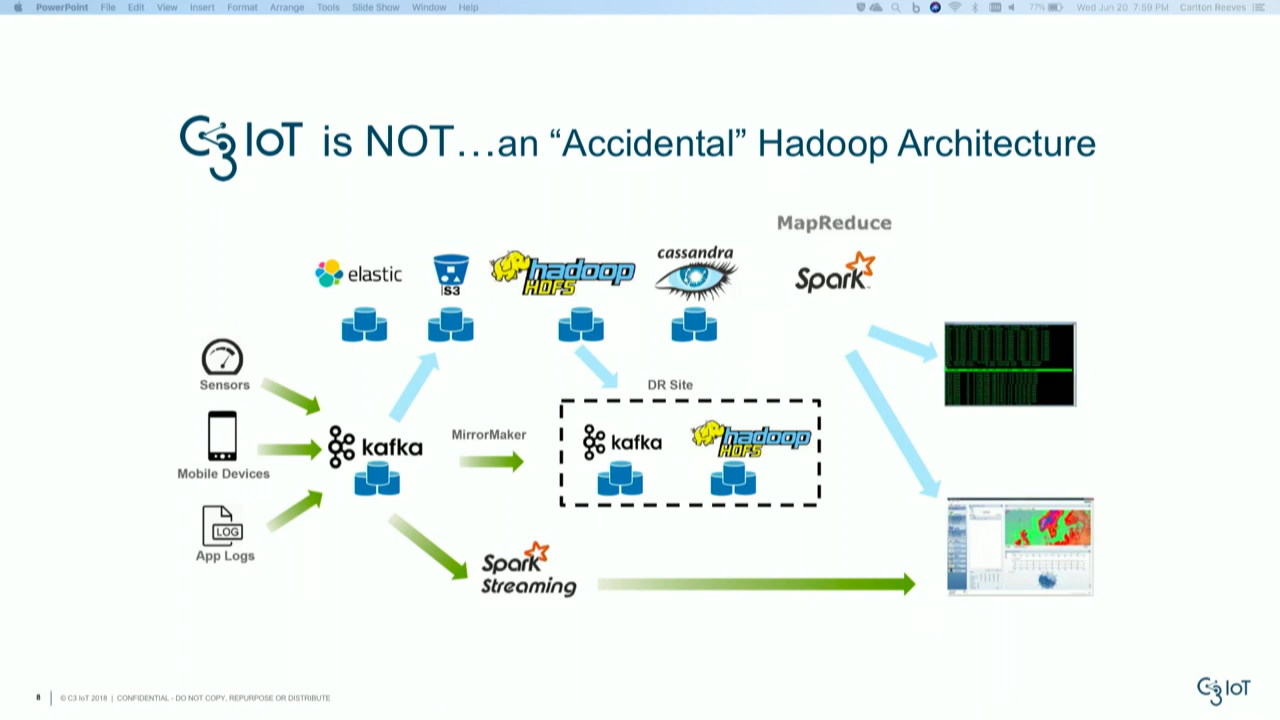 PowerPoint File Edit View Insert Format Arrange Tools Slide Show Window Help 77% Wed Jun 20 7:59 PM Carlton Reeves
C3 IoT is NOT…an “Accidental” Hadoop Architecture
MapReduce
elastic
S3
hadoop
HDFS
cassandra
Spark
Sensors
DR Site
Mobile Devices
kafka
MirrorMaker
kafka
hadoop
HDFS
LOG
App Logs
Spark
Streaming
8 © C3 IoT 2018 | CONFIDENTIAL - DO NOT COPY, REPURPOSE OR DISTRIBUTE
C3 IoT